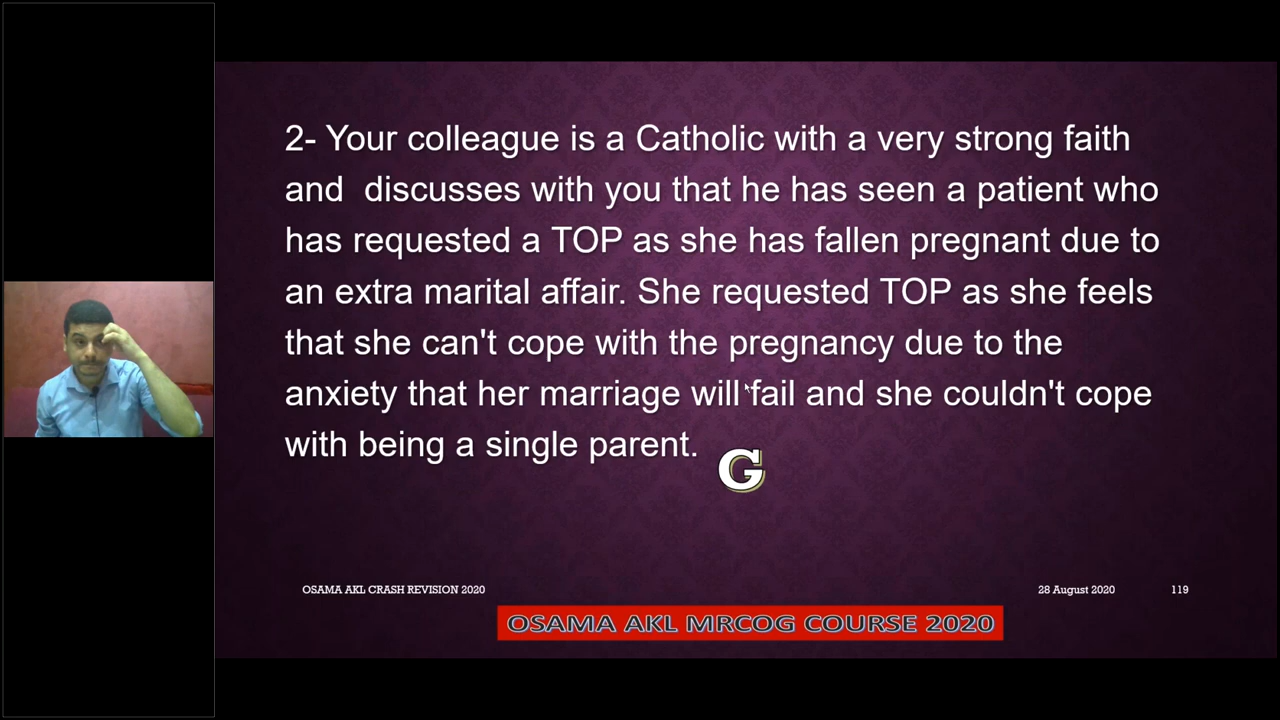 2- Your colleague is a Catholic with a very strong faith
and discusses with you that he has seen a patient who
has requested a TOP as she has fallen pregnant due to
an extra marital affair. She requested TOP as she feels
that she can't cope with the pregnancy due to the
anxiety that her marriage will fail and she couldn't cope
with being a single parent.
G
OSAMA AKL CRASH REVISION 2020
28 August 2020
119
OSAMA AKL MRCOG COURSE 2020